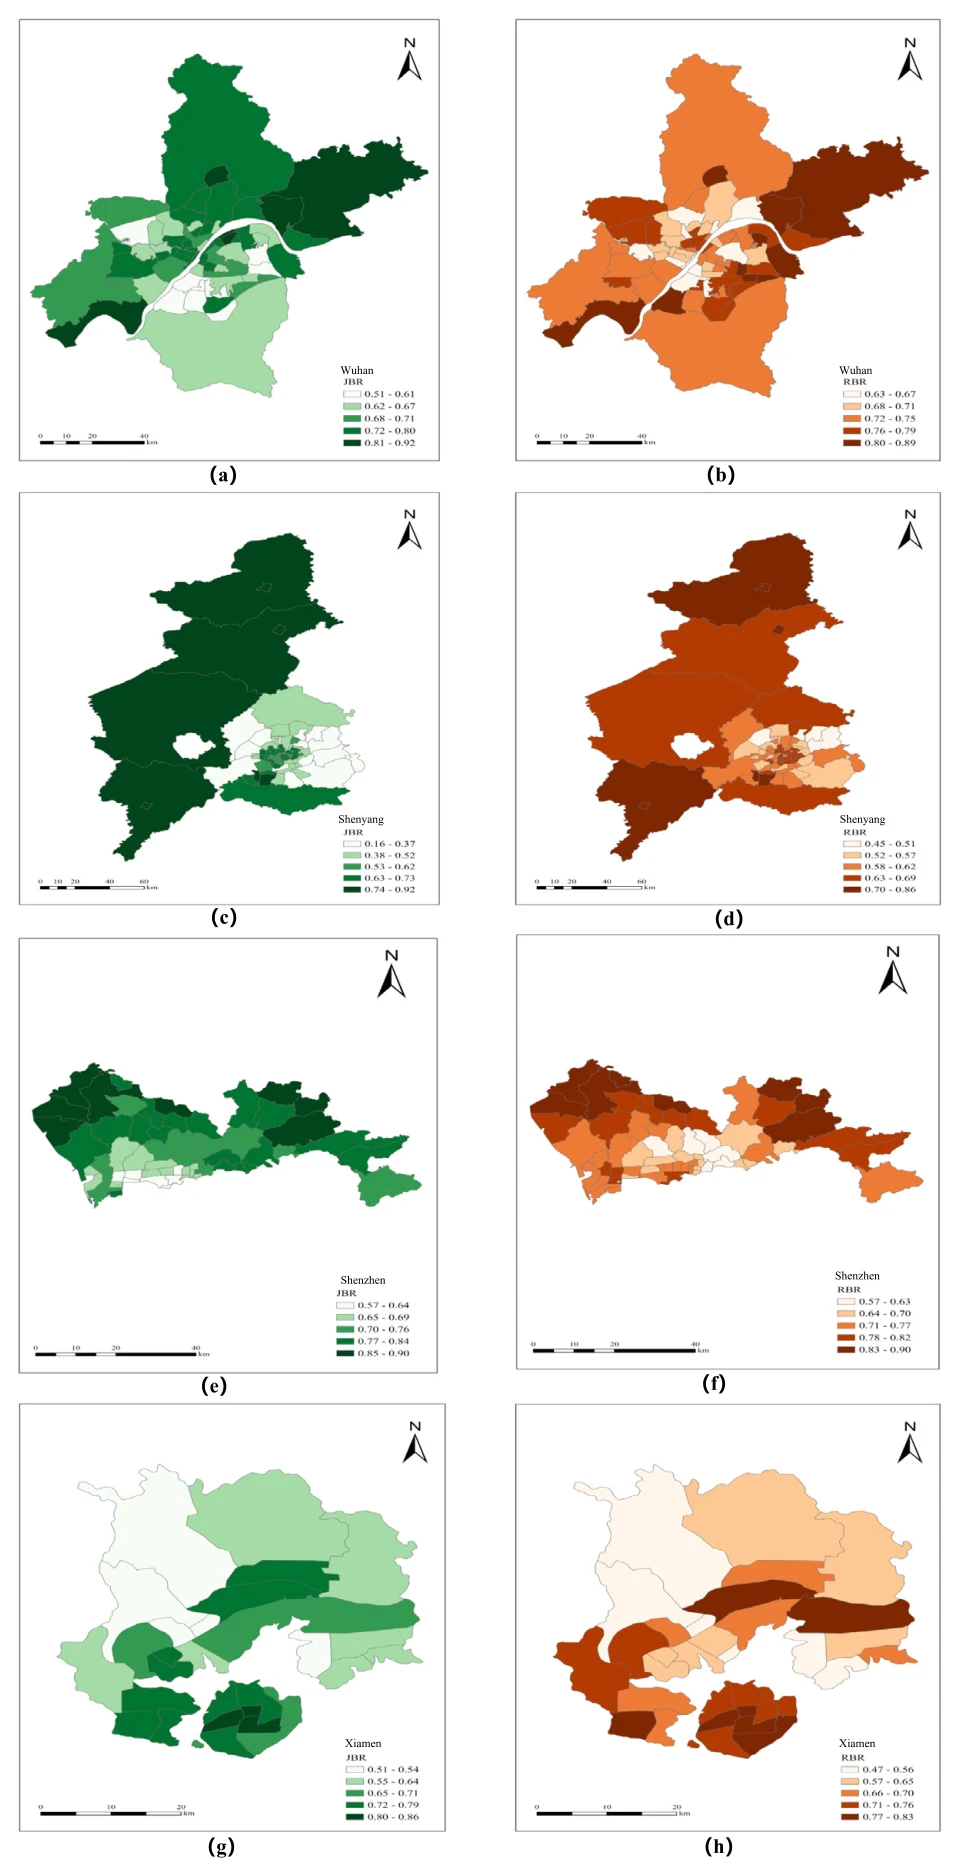 N
Wuhan
JBR
0.51 - 0.61
0.62 - 0.67
0.68 - 0.71
0.72 - 0.80
0.81 - 0.92
0 10 20 40 km
(a)
N
Wuhan
RBR
0.63 - 0.67
0.68 - 0.71
0.72 - 0.75
0.76 - 0.79
0.80 - 0.89
0 10 20 40 km
(b)
N
Shenyang
JBR
0.16 - 0.37
0.38 - 0.52
0.53 - 0.62
0.63 - 0.73
0.74 - 0.92
0 10 20 40 60 km
(c)
N
Shenyang
RBR
0.45 - 0.51
0.52 - 0.57
0.58 - 0.62
0.63 - 0.69
0.70 - 0.86
0 10 20 40 60 km
(d)
N
Shenzhen
JBR
0.57 - 0.64
0.65 - 0.69
0.70 - 0.76
0.77 - 0.84
0.85 - 0.90
0 10 20 40 km
(e)
N
Shenzhen
RBR
0.57 - 0.63
0.64 - 0.70
0.71 - 0.77
0.78 - 0.82
0.83 - 0.90
0 10 20 40 km
(f)
N
Xiamen
JBR
0.51 - 0.54
0.55 - 0.64
0.65 - 0.71
0.72 - 0.79
0.80 - 0.86
0 10 20 km
(g)
N
Xiamen
RBR
0.47 - 0.56
0.57 - 0.65
0.66 - 0.70
0.71 - 0.76
0.77 - 0.83
0 10 20 km
(h)